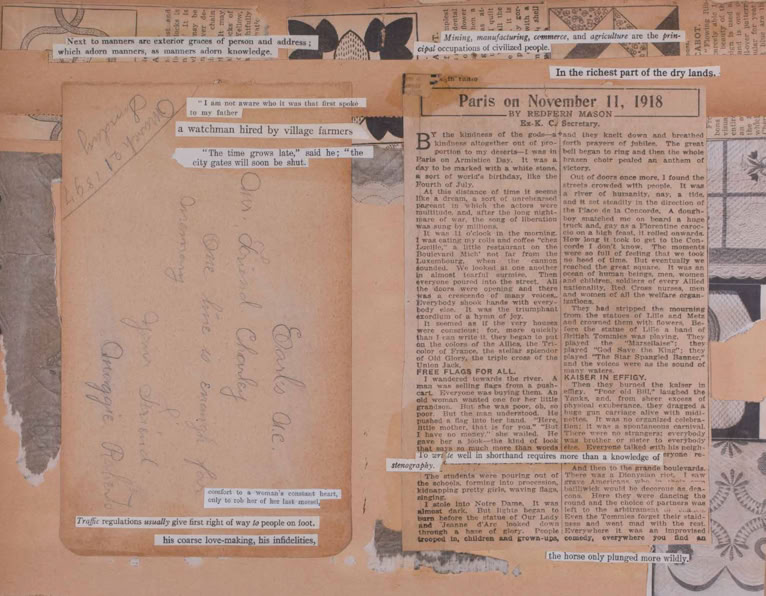 Next to manners are exterior graces of person and address;
which adorn manners, as manners adorn knowledge.
Mining, manufacturing, commerce, and agriculture are the prin-
cipal occupations of civilized people.
In the richest part of the dry lands.
"I am not aware who it was that first spoke
to my father
a watchman hired by village farmers
"The time grows late," said he; "the
city gates will soon be shut.
Our Friend Charley
One line is enough for
Summary
Your Friend
comfort to a woman's constant heart,
only to rob her of her last morsel,
Traffic regulations usually give first right of way to people on foot.
his coarse love-making, his infidelities,
Paris on November 11, 1918
BY REDFERN MASON
Ex-K. C. Secretary.
BY the kindness of the gods—a
kindness altogether out of pro-
portion to my deserts—I was in
Paris on Armistice Day. It was a
day to be marked with a white stone,
a sort of world's birthday, like the
Fourth of July.
At this distance of time it seems
like a dream, a sort of unrehearsed
pageant in which the actors were
multitude, and, after the long night-
mare of war, the song of liberation
was sung by millions.
It was 11 o'clock in the morning.
I was eating my rolls and coffee "chez
Lucille," a little restaurant on the
Boulevard Mich' not far from the
Luxembourg, when the cannon
sounded. We looked at one another
in almost tearful surmise. Then
everyone poured into the street. All
the doors were opening and there
was a crescendo of many voices.
Everybody shook hands with every-
body else. It was the triumphant
exordium of a hymn of joy.
It seemed as if the very houses
were conscious; for, more quickly
than I can write it, they began to put
on the colors of the Allies, the Tri-
color of France, the stellar splendor
of Old Glory, the triple cross of the
Union Jack.
FREE FLAGS FOR ALL.
I wandered towards the river. A
man was selling flags from a push-
cart. Everyone was buying them. An
old woman wanted one for her little
grandson. But she was poor, oh, so
poor. But the man understood. He
pushed a flag into her hand. "Here,
little mother, that is for you." "But
I have no money," she wailed. He
gave her a look—the kind of look
that says so much more than words
To write well in shorthand requires more than a knowledge of
stenography.
The students were pouring out of
the schools, forming into procession,
kidnapping pretty girls, waving flags,
singing.
I stole into Notre Dame. It was
almost dark. But lights began to
burn before the statue of Our Lady
and Jeanne d'Arc looked down
through a haze of glory. People
trooped in, children and grown-ups,
and they knelt down and breathed
forth prayers of jubilee. The great
bell began to ring and then the whole
brazen choir pealed an anthem of
victory.
Out of doors once more, I found the
streets crowded with people. It was
a river of humanity, nay, a tide,
and it set steadily in the direction of
the Place de la Concorde. A dough-
boy snatched me on board a huge
truck and, gay as a Florentine caroc-
cio on a high feast, it rolled onwards.
How long it took to get to the Con-
corde I don't know. The moments
were so full of feeling that we took
no heed of time. But eventually we
reached the great square. It was an
ocean of human beings, men, women
and children, soldiers of every Allied
nationality, Red Cross nurses, men
and women of all the welfare organ-
izations.
They had stripped the mourning
from the statues of Lille and Metz
and crowned them with flowers. Be-
fore the statue of Lille a band of
British Tommies was playing. They
played the "Marseilaise"; they
played "God Save the King"; they
played "The Star Spangled Banner,"
and the voices were as the sound of
many waters.
KAISER IN EFFIGY.
Then they burned the kaiser in
effigy. "Poor old Bill," laughed the
Yanks, and, from sheer excess of
physical exuberance, they dragged a
huge gun carriage alive with midi-
nettes. It was no organized celebra-
tion; it was a spontaneous carnival.
There were no strangers; everybody
was brother or sister to everybody
else. Everyone talked with his neigh-
And then to the grande boulevards.
There was a Dionysian riot. I saw
grave Americans who in their
bailiwick would be decorous as dea-
cons. Here they were dancing the
round and the choice of partners was
left to the
Even the Tommies forgot their staid-
ness and went mad with the rest.
Everywhere it was an improvised
comedy, everywhere you find an
the horse only plunged more wildly.